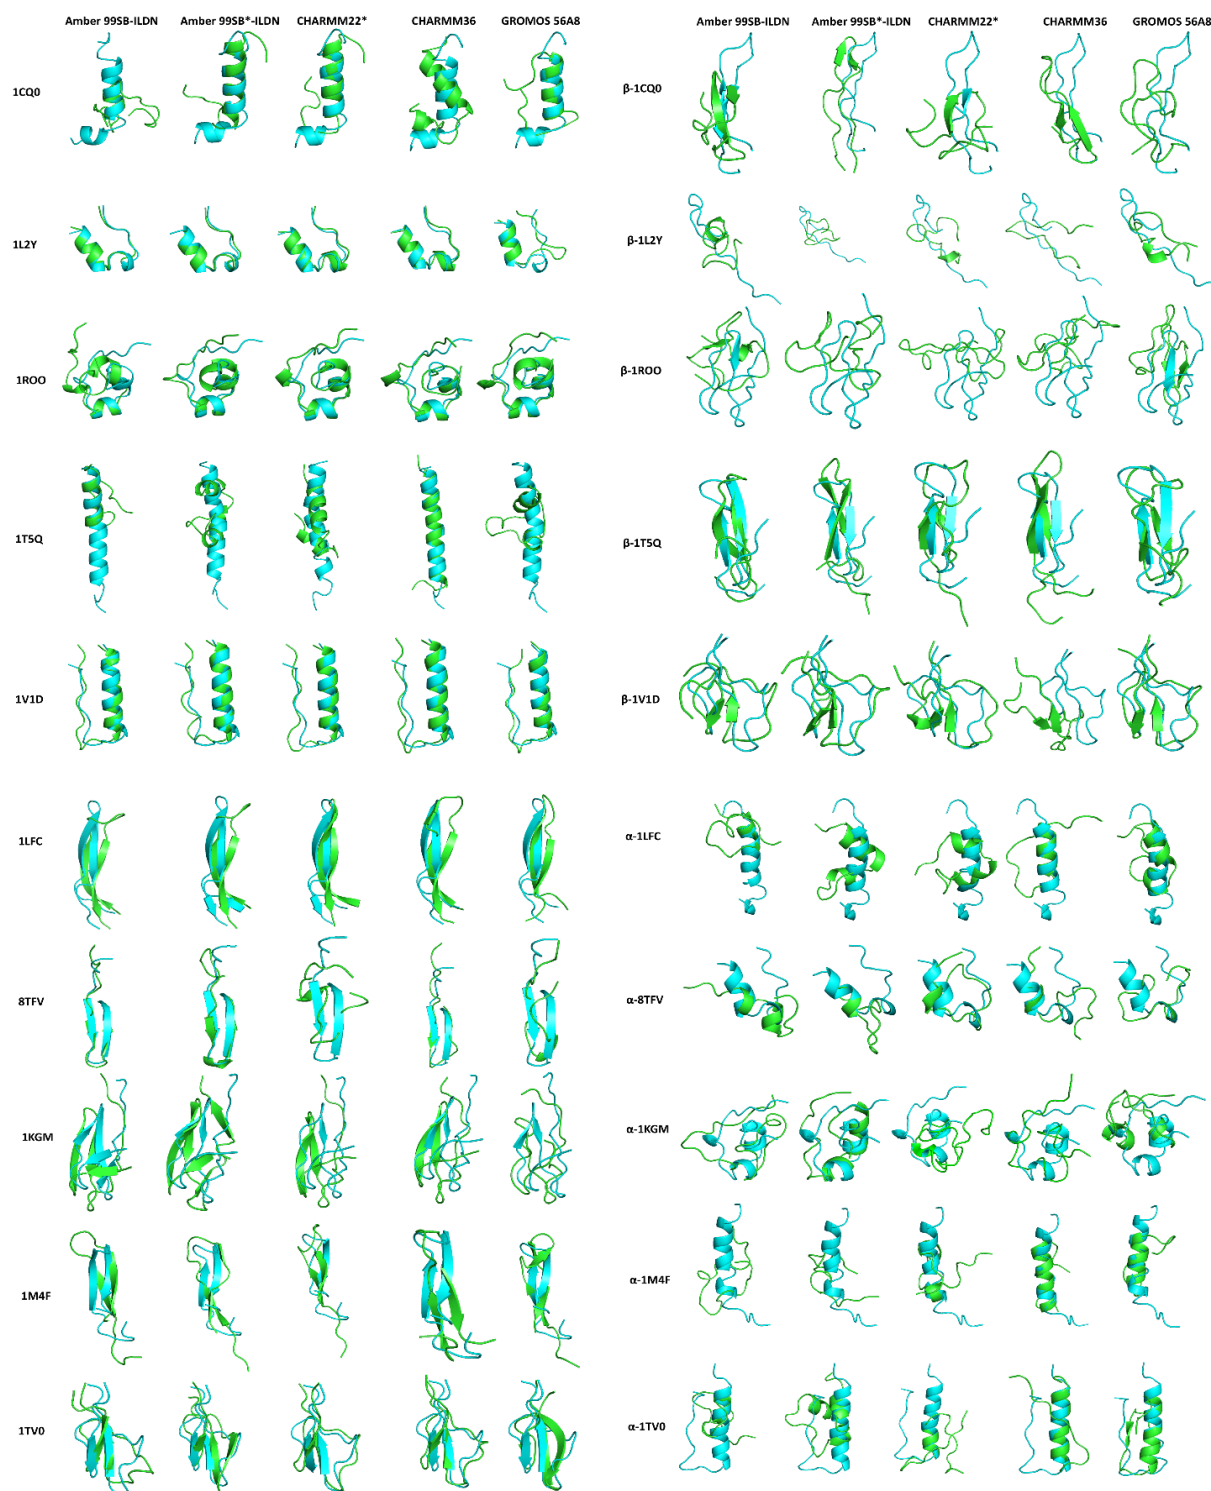 Amber 99SB-ILDN Amber 99SB*-ILDN CHARMM22* CHARMM36 GROMOS 56A8
1CQ0
1L2Y
1ROO
1T5Q
1V1D
1LFC
8TFV
1KGM
1M4F
1TV0
Amber 99SB-ILDN Amber 99SB*-ILDN CHARMM22* CHARMM36 GROMOS 56A8
β-1CQ0
β-1L2Y
β-1ROO
β-1T5Q
β-1V1D
α-1LFC
α-8TFV
α-1KGM
α-1M4F
α-1TV0